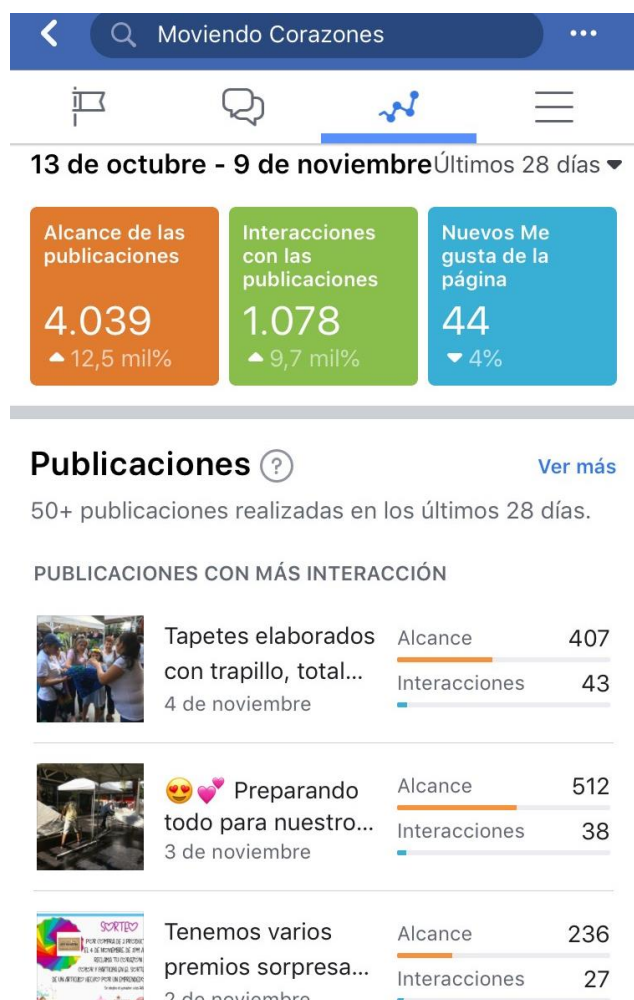 Moviendo Corazones
13 de octubre - 9 de noviembre Últimos 28 días
Alcance de las
publicaciones
4.039
12,5 mil%
Interacciones
con las
publicaciones
1.078
9,7 mil%
Nuevos Me
gusta de la
página
44
4%
Publicaciones ?
Ver más
50+ publicaciones realizadas en los últimos 28 días.
PUBLICACIONES CON MÁS INTERACCIÓN
Tapetes elaborados
con trapillo, total...
4 de noviembre
Alcance 407
Interacciones 43
😍💕 Preparando
todo para nuestro...
3 de noviembre
Alcance 512
Interacciones 38
SORTEO
Tenemos varios
premios sorpresa...
2 de noviembre
Alcance 236
Interacciones 27